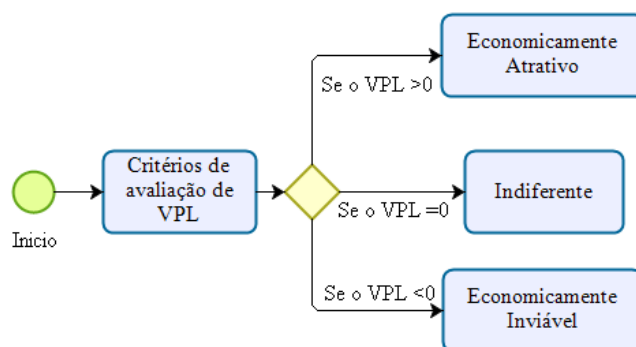 Economicamente
Atrativo
Se o VPL >0
Critérios de
avaliação de
VPL
Inicio
Se o VPL =0
Indiferente
Se o VPL <0
Economicamente
Inviável